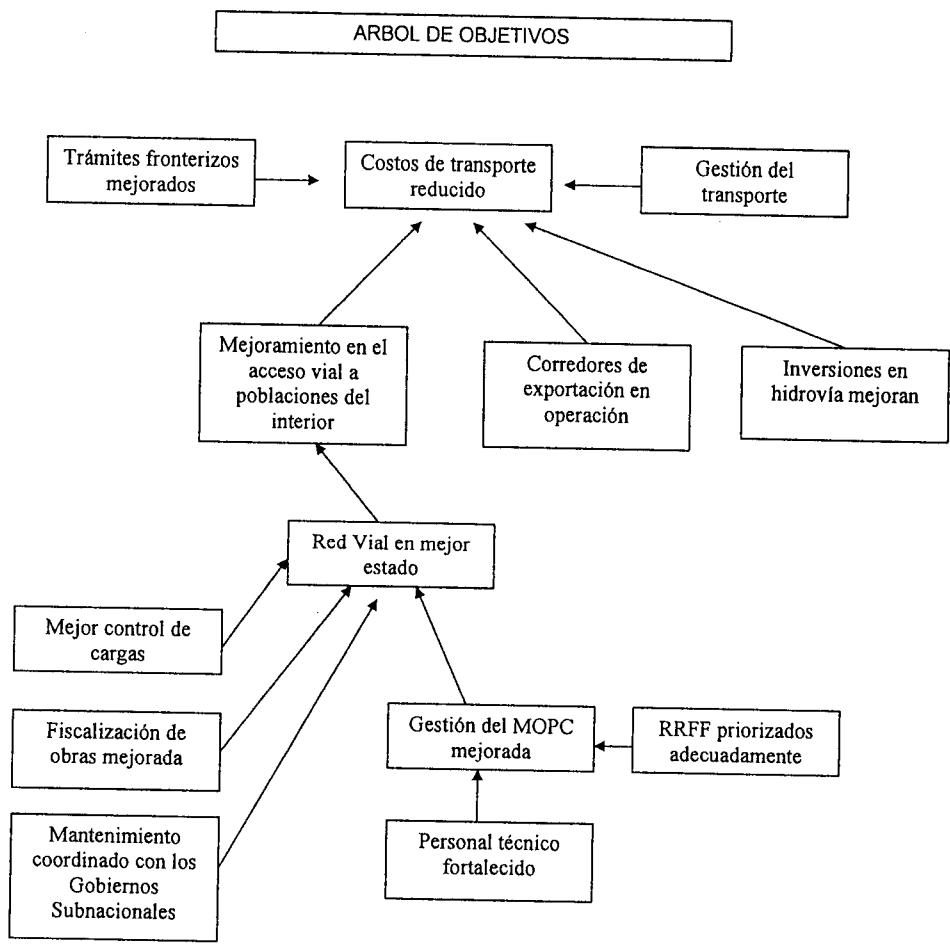 ARBOL DE OBJETIVOS
Trámites fronterizos
mejorados
Costos de transporte
reducido
Gestión del
transporte
Mejoramiento en el
acceso vial a
poblaciones del
interior
Corredores de
exportación en
operación
Inversiones en
hidrovía mejoran
Red Vial en mejor
estado
Mejor control de
cargas
Fiscalización de
obras mejorada
Gestión del MOPC
mejorada
RRFF priorizados
adecuadamente
Mantenimiento
coordinado con los
Gobiernos
Subnacionales
Personal técnico
fortalecido